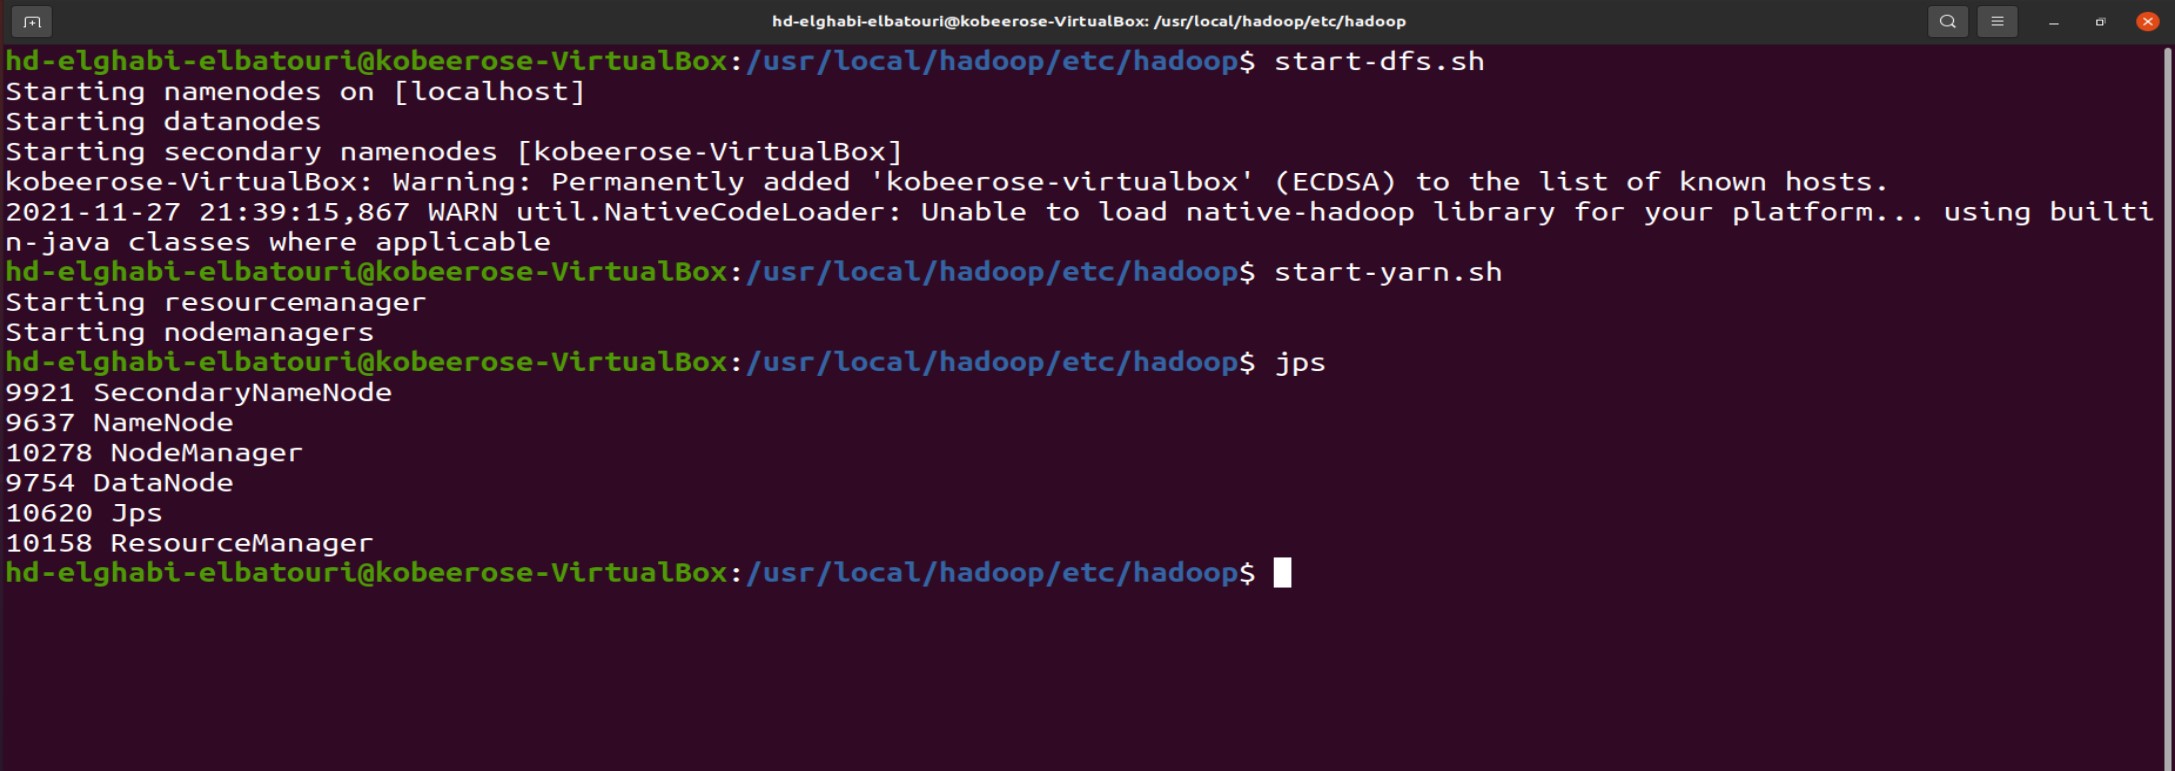 hd-elghabi-elbatouri@kobeerose-VirtualBox: /usr/local/hadoop/etc/hadoop
hd-elghabi-elbatouri@kobeerose-VirtualBox:/usr/local/hadoop/etc/hadoop$ start-dfs.sh
Starting namenodes on [localhost]
Starting datanodes
Starting secondary namenodes [kobeerose-VirtualBox]
kobeerose-VirtualBox: Warning: Permanently added 'kobeerose-virtualbox' (ECDSA) to the list of known hosts.
2021-11-27 21:39:15,867 WARN util.NativeCodeLoader: Unable to load native-hadoop library for your platform... using builti
n-java classes where applicable
hd-elghabi-elbatouri@kobeerose-VirtualBox:/usr/local/hadoop/etc/hadoop$ start-yarn.sh
Starting resourcemanager
Starting nodemanagers
hd-elghabi-elbatouri@kobeerose-VirtualBox:/usr/local/hadoop/etc/hadoop$ jps
9921 SecondaryNameNode
9637 NameNode
10278 NodeManager
9754 DataNode
10620 Jps
10158 ResourceManager
hd-elghabi-elbatouri@kobeerose-VirtualBox:/usr/local/hadoop/etc/hadoop$